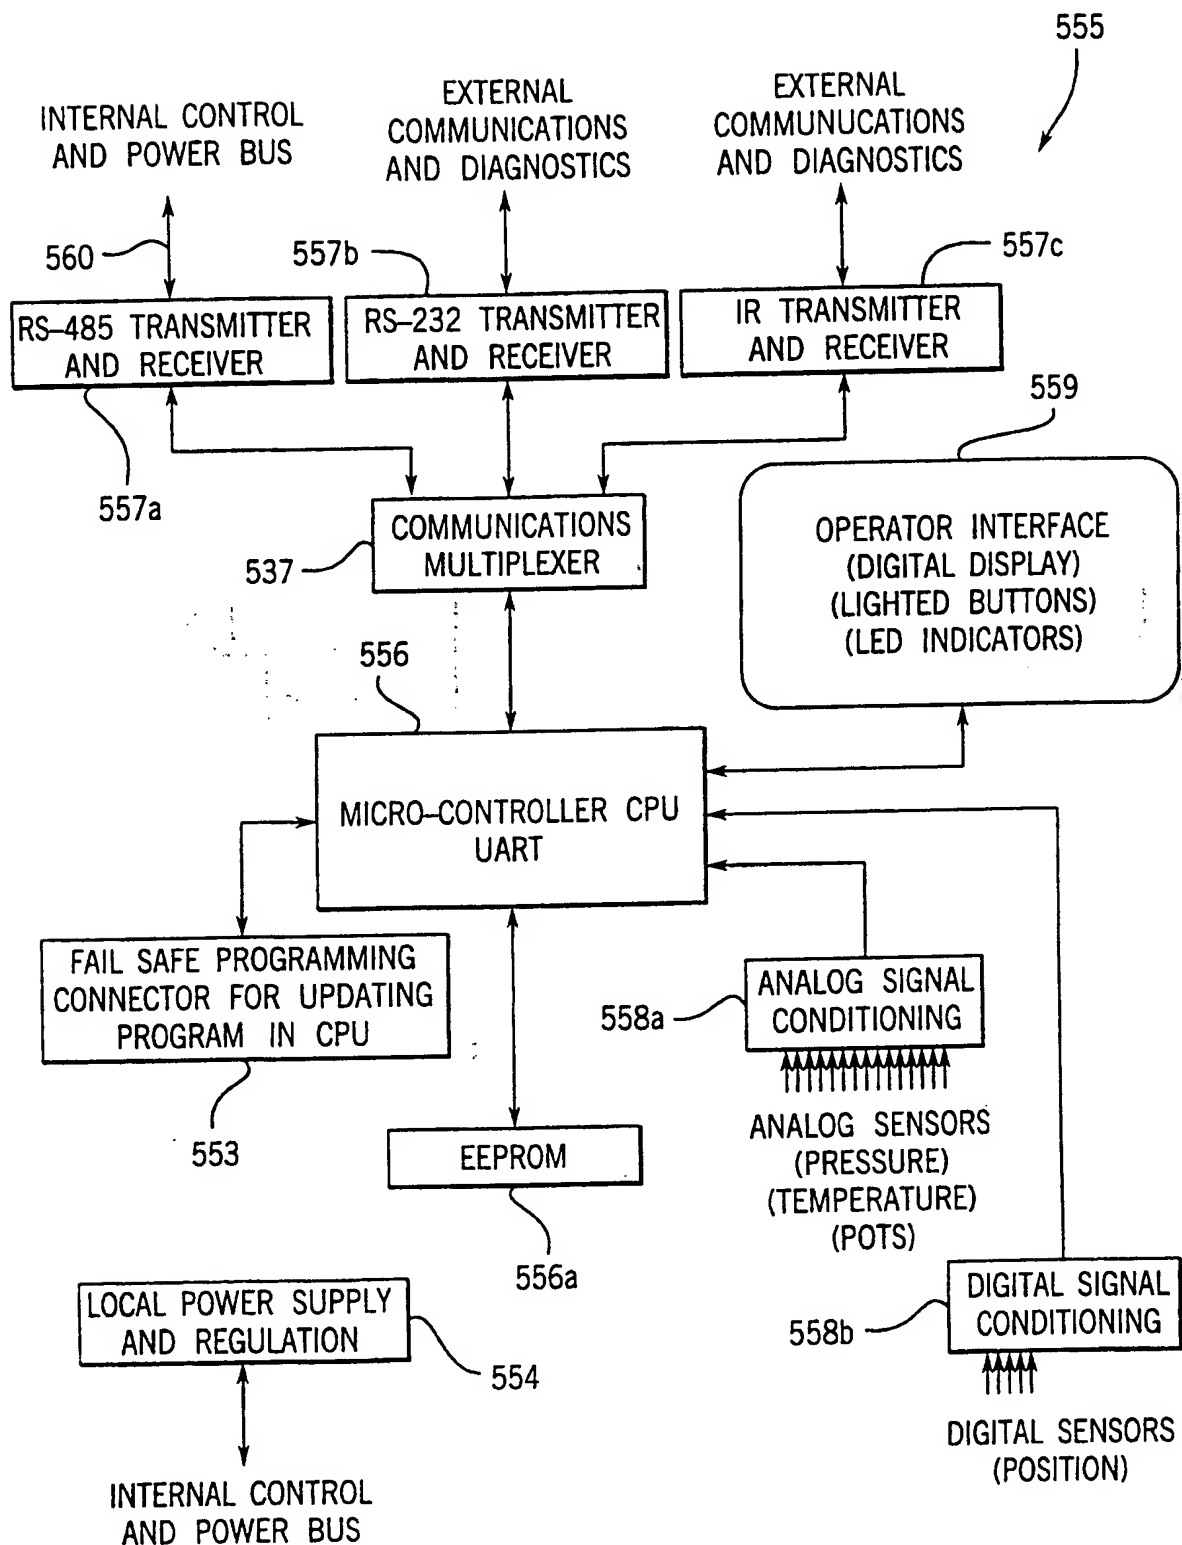 555
INTERNAL CONTROL
AND POWER BUS
EXTERNAL
COMMUNICATIONS
AND DIAGNOSTICS
EXTERNAL
COMMUNUCATIONS
AND DIAGNOSTICS
560
557b
557c
RS-485 TRANSMITTER
AND RECEIVER
RS-232 TRANSMITTER
AND RECEIVER
IR TRANSMITTER
AND RECEIVER
557a
559
COMMUNICATIONS
MULTIPLEXER
537
OPERATOR INTERFACE
(DIGITAL DISPLAY)
(LIGHTED BUTTONS)
(LED INDICATORS)
556
MICRO-CONTROLLER CPU
UART
FAIL SAFE PROGRAMMING
CONNECTOR FOR UPDATING
PROGRAM IN CPU
553
ANALOG SIGNAL
CONDITIONING
558a
ANALOG SENSORS
(PRESSURE)
(TEMPERATURE)
(POTS)
EEPROM
556a
LOCAL POWER SUPPLY
AND REGULATION
554
DIGITAL SIGNAL
CONDITIONING
558b
DIGITAL SENSORS
(POSITION)
INTERNAL CONTROL
AND POWER BUS